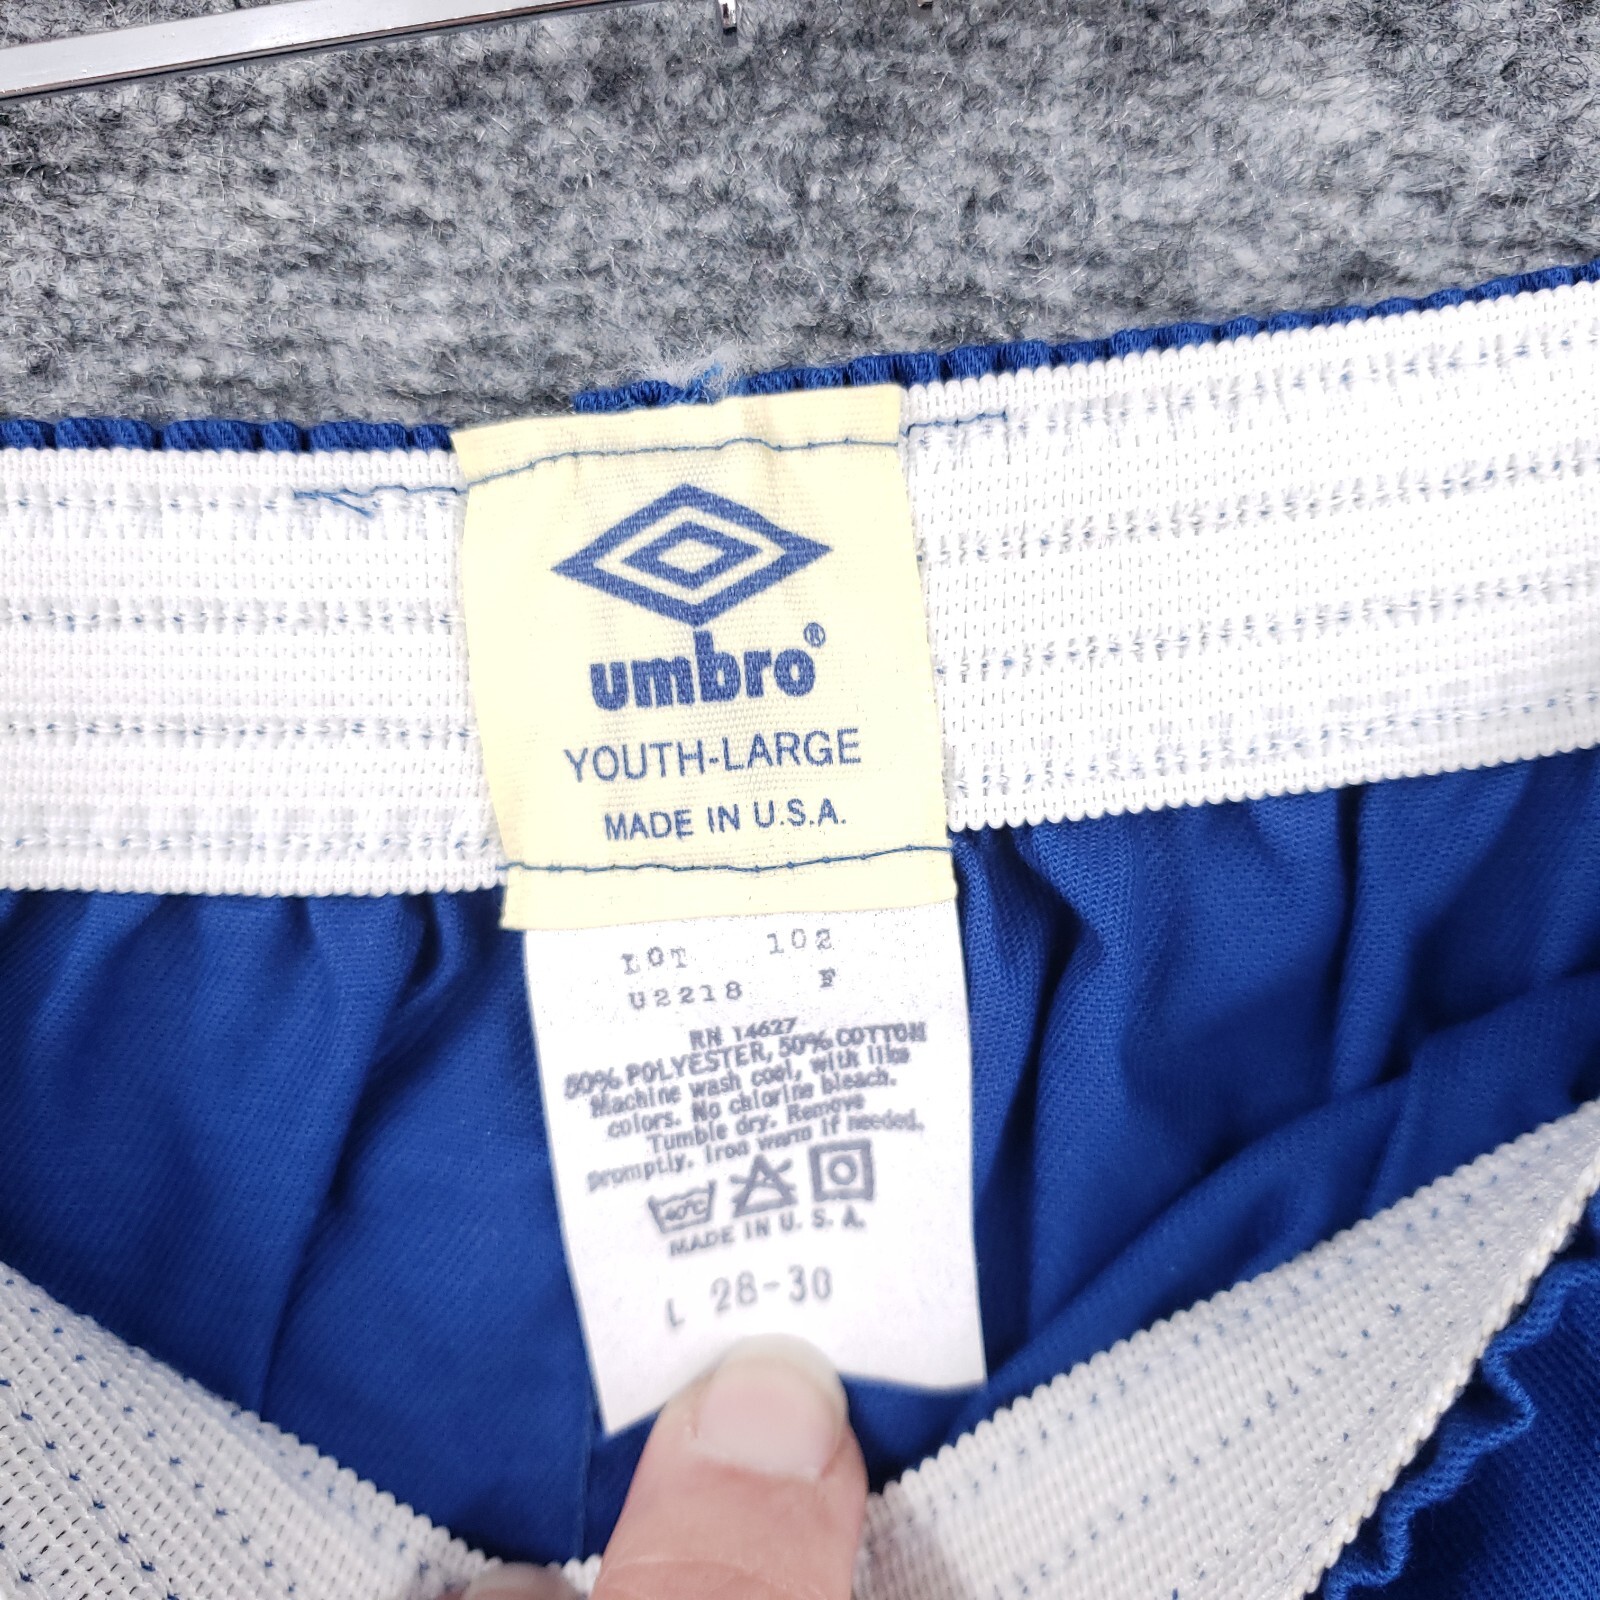 umbro®
YOUTH-LARGE
MADE IN U.S.A.
LOT 102
U2218 F
RN 14627
50% POLYESTER, 50% COTTON
Machine wash cool, with like
colors. No chlorine bleach.
Tumble dry. Remove
promptly. Iron warm if needed.
40°C
MADE IN U. S. A.
L 28-30